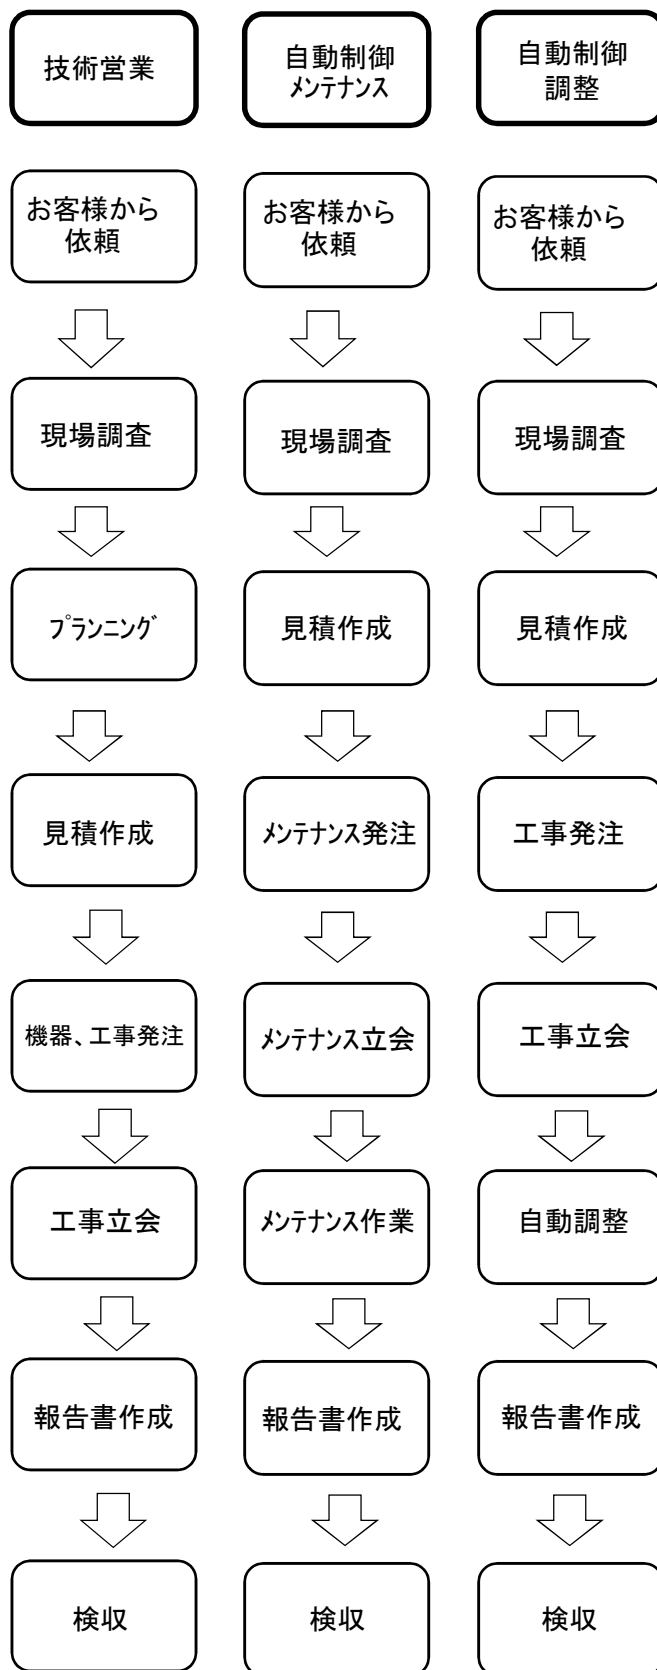 技術営業
お客様から
依頼
現場調査
プランニング
見積作成
機器、工事発注
工事立会
報告書作成
検収
自動制御
メンテナンス
お客様から
依頼
現場調査
見積作成
メンテナンス発注
メンテナンス立会
メンテナンス作業
報告書作成
検収
自動制御
調整
お客様から
依頼
現場調査
見積作成
工事発注
工事立会
自動調整
報告書作成
検収